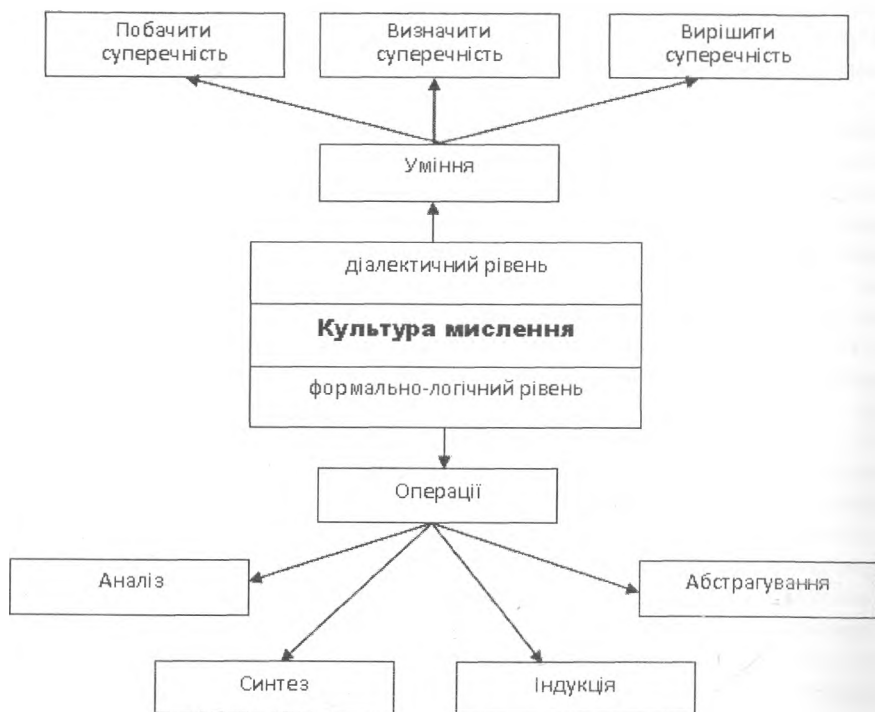 Побачити
суперечність
Визначити
суперечність
Вирішити
суперечність
Уміння
діалектичний рівень
Культура мислення
формально-логічний рівень
Операції
Аналіз
Абстрагування
Синтез
Індукція